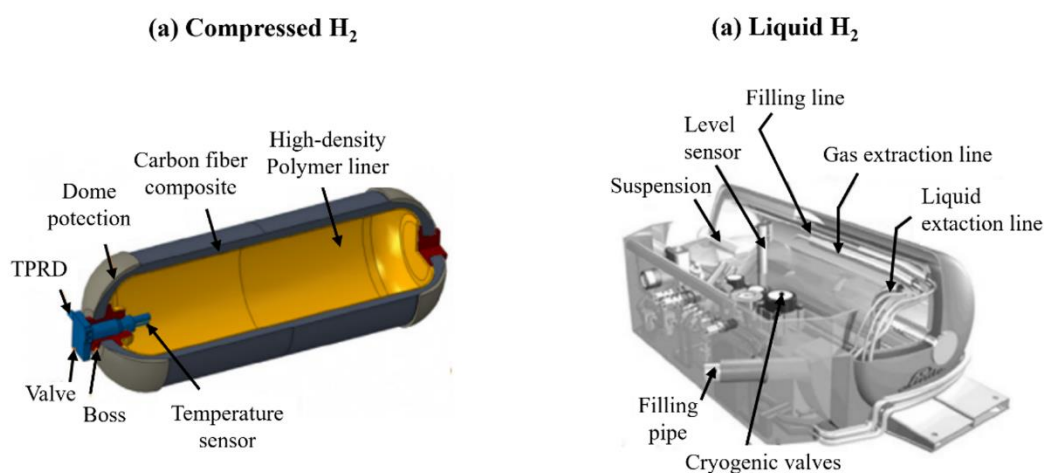 (a) Compressed H₂
(a) Liquid H₂
High-density
Polymer liner
Carbon fiber
composite
Dome
potection
TPRD
Valve
Boss
Temperature
sensor
Filling line
Level
sensor
Gas extraction line
Suspension
Liquid
extaction line
Filling
pipe
Cryogenic valves